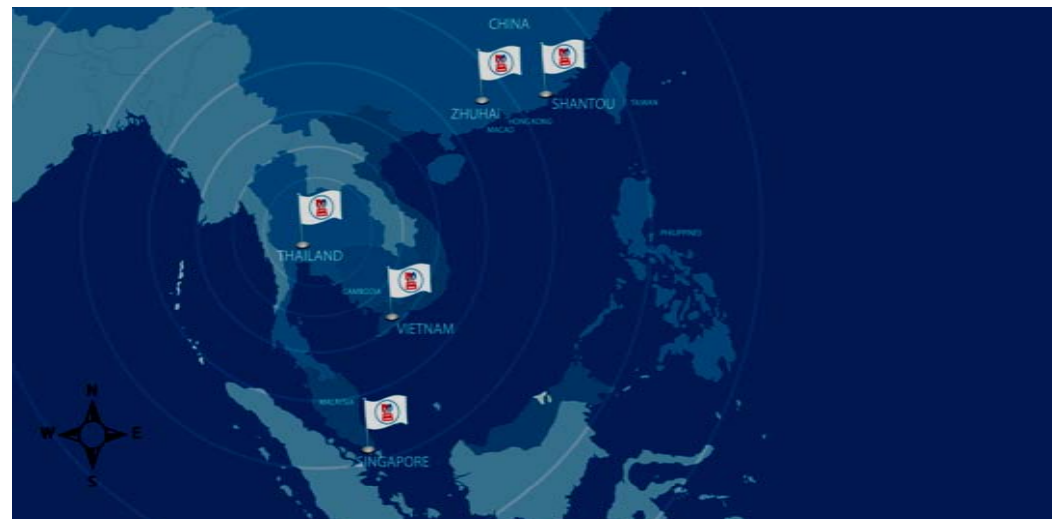 CHINA
ZHUHAI
SHANTOU
TAIWAN
HONG KONG
MACAO
THAILAND
PHILIPPINES
CAMBODIA
VIETNAM
MALAYSIA
SINGAPORE
N
W
E
S